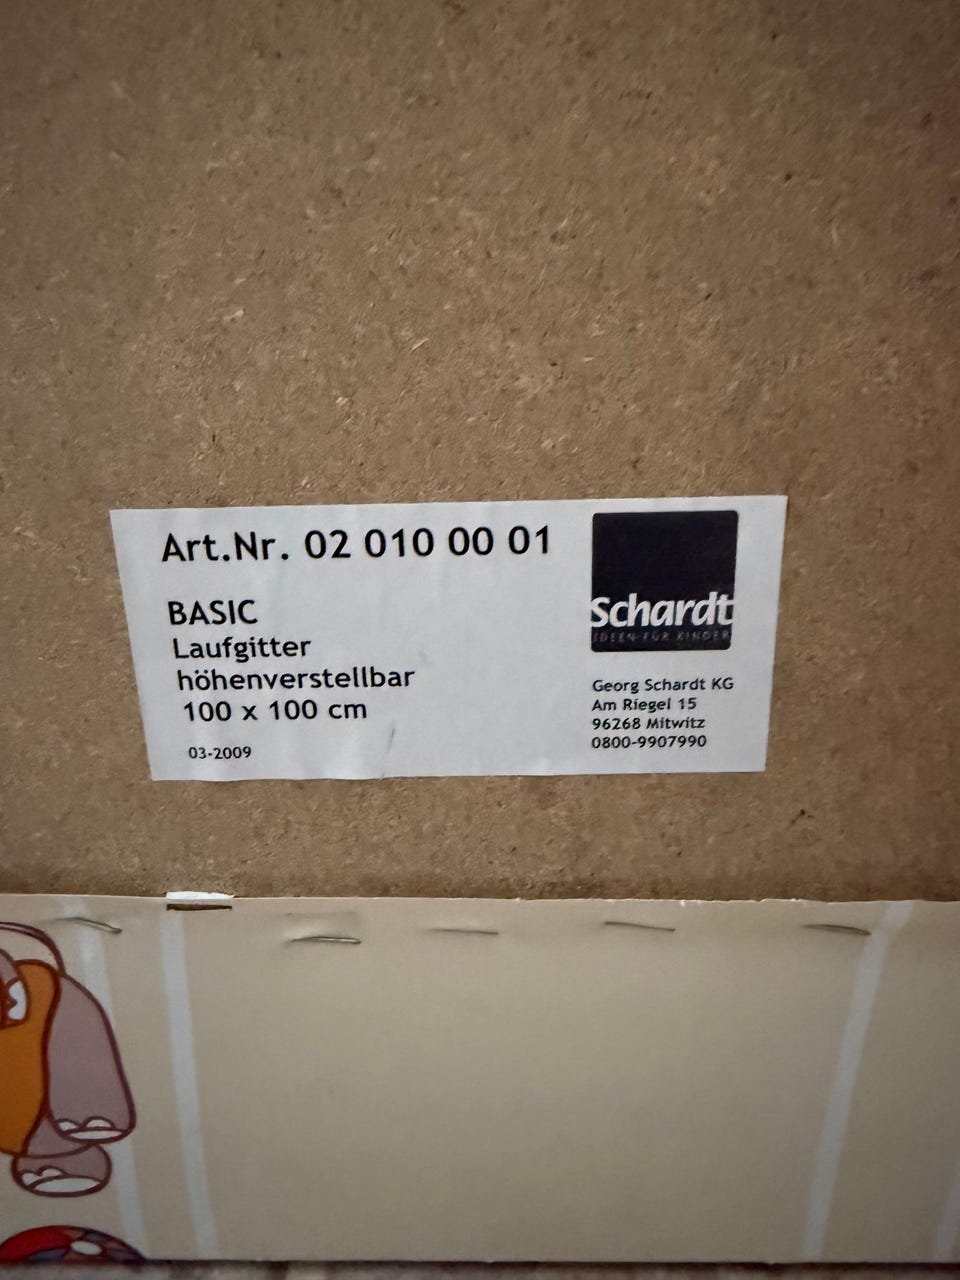 Art.Nr. 02 010 00 01
BASIC
Laufgitter
höhenverstellbar
100 x 100 cm
03-2009
Schardt
IDEEN FÜR KINDER
Georg Schardt KG
Am Riegel 15
96268 Mitwitz
0800-9907990